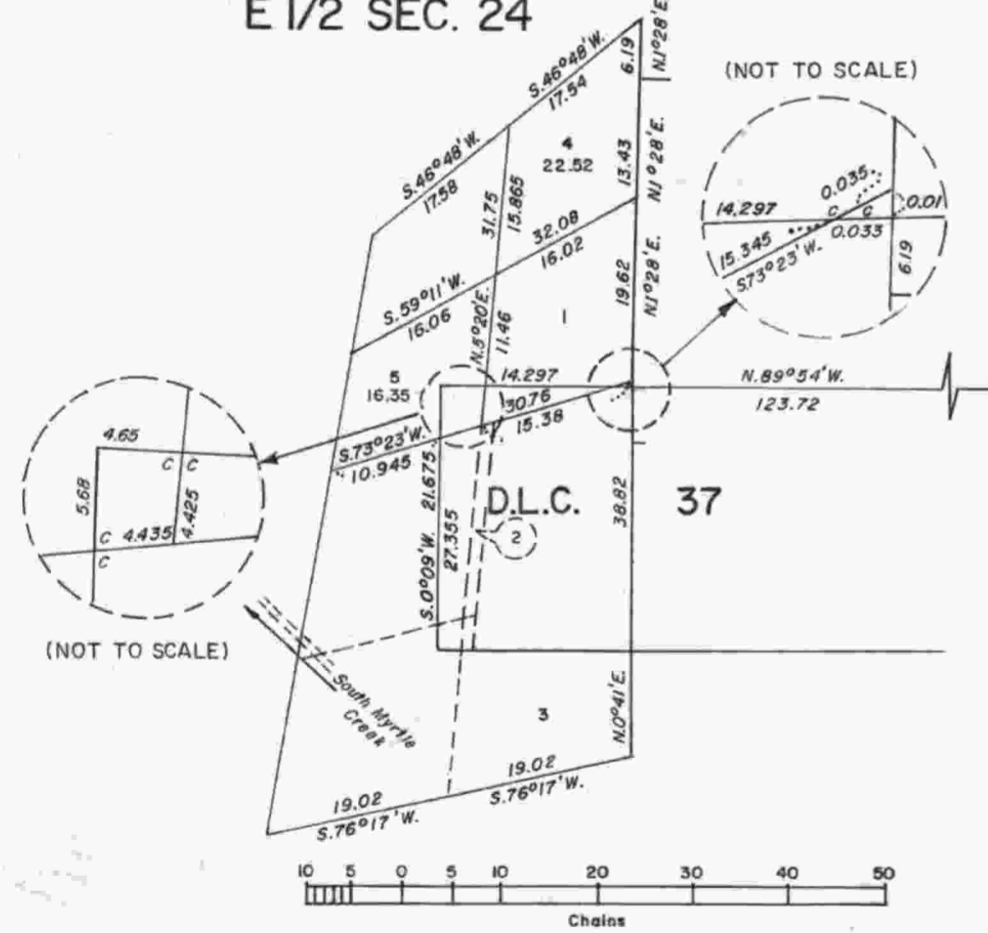 E 1/2 SEC. 24
(NOT TO SCALE)
S.46°48'W.
17.54
6.19
N.1°28'E.
S.46°48'W.
17.58
4
22.52
13.43
N.1°28'E.
31.75
15.865
32.08
16.02
S.59°11'W.
16.06
N.5°20'E.
11.46
1
19.62
N.1°28'E.
0.035
14.297
C C
0.01
0.033
15.345
S.73°23'W.
6.19
5
16.35
14.297
30.76
15.38
N.89°54'W.
123.72
S.73°23'W.
10.945
4.65
C C
5.68
4.425
C 4.435
C
(NOT TO SCALE)
21.675
S.0°09'W.
27.355
D.L.C. 37
2
38.82
South Myrtle
Creek
3
N.0°41'E.
19.02
S.76°17'W.
19.02
S.76°17'W.
10 5 0 5 10 20 30 40 50
Chains